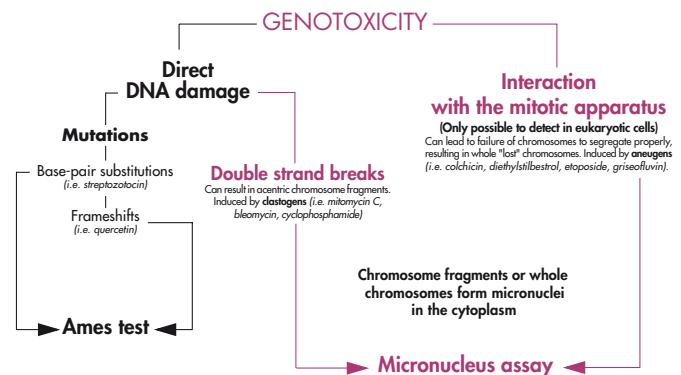 GENOTOXICITY
Direct
DNA damage
Mutations
Base-pair substitutions
(i.e. streptozotocin)
Frameshifts
(i.e. quercetin)
Ames test
Double strand breaks
Can result in acentric chromosome fragments.
Induced by clastogens (i.e. mitomycin C,
bleomycin, cyclophosphamide)
Interaction
with the mitotic apparatus
(Only possible to detect in eukaryotic cells)
Can lead to failure of chromosomes to segregate properly,
resulting in whole "lost" chromosomes. Induced by aneugens
(i.e. colchicin, diethylstilbestrol, etoposide, griseofluvin).
Chromosome fragments or whole
chromosomes form micronuclei
in the cytoplasm
Micronucleus assay